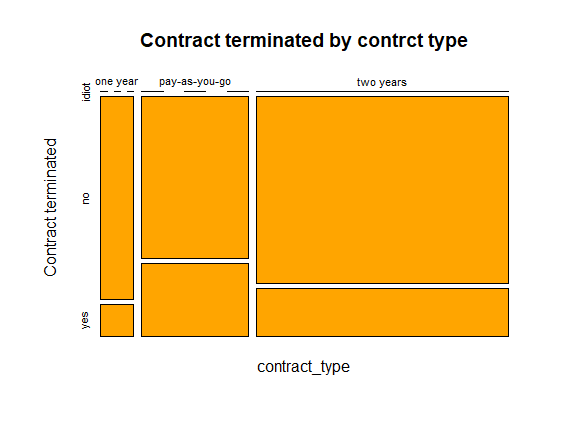 Contract terminated by contrct type
one year
pay-as-you-go
two years
idiot
no
yes
Contract terminated
contract_type